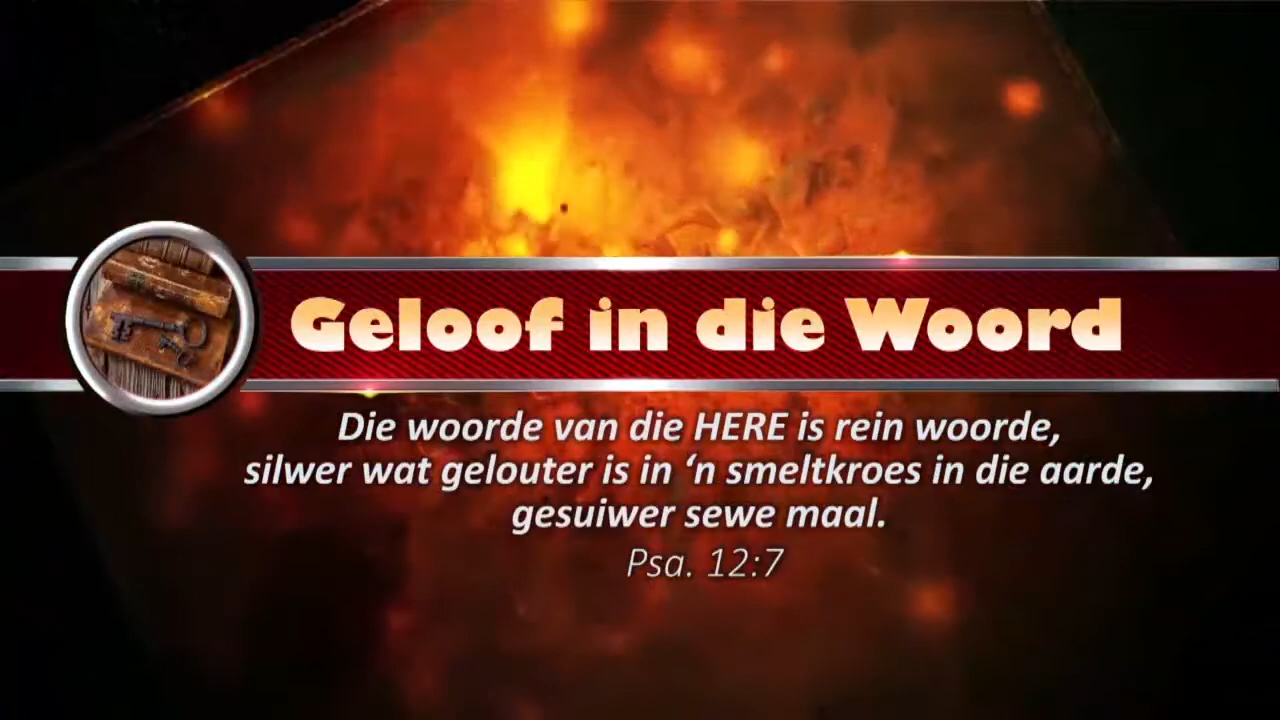 Geloof in die Woord
Die woorde van die HERE is rein woorde,
silwer wat gelouter is in ‘n smeltkroes in die aarde,
gesuiwer sewe maal.
Psa. 12:7